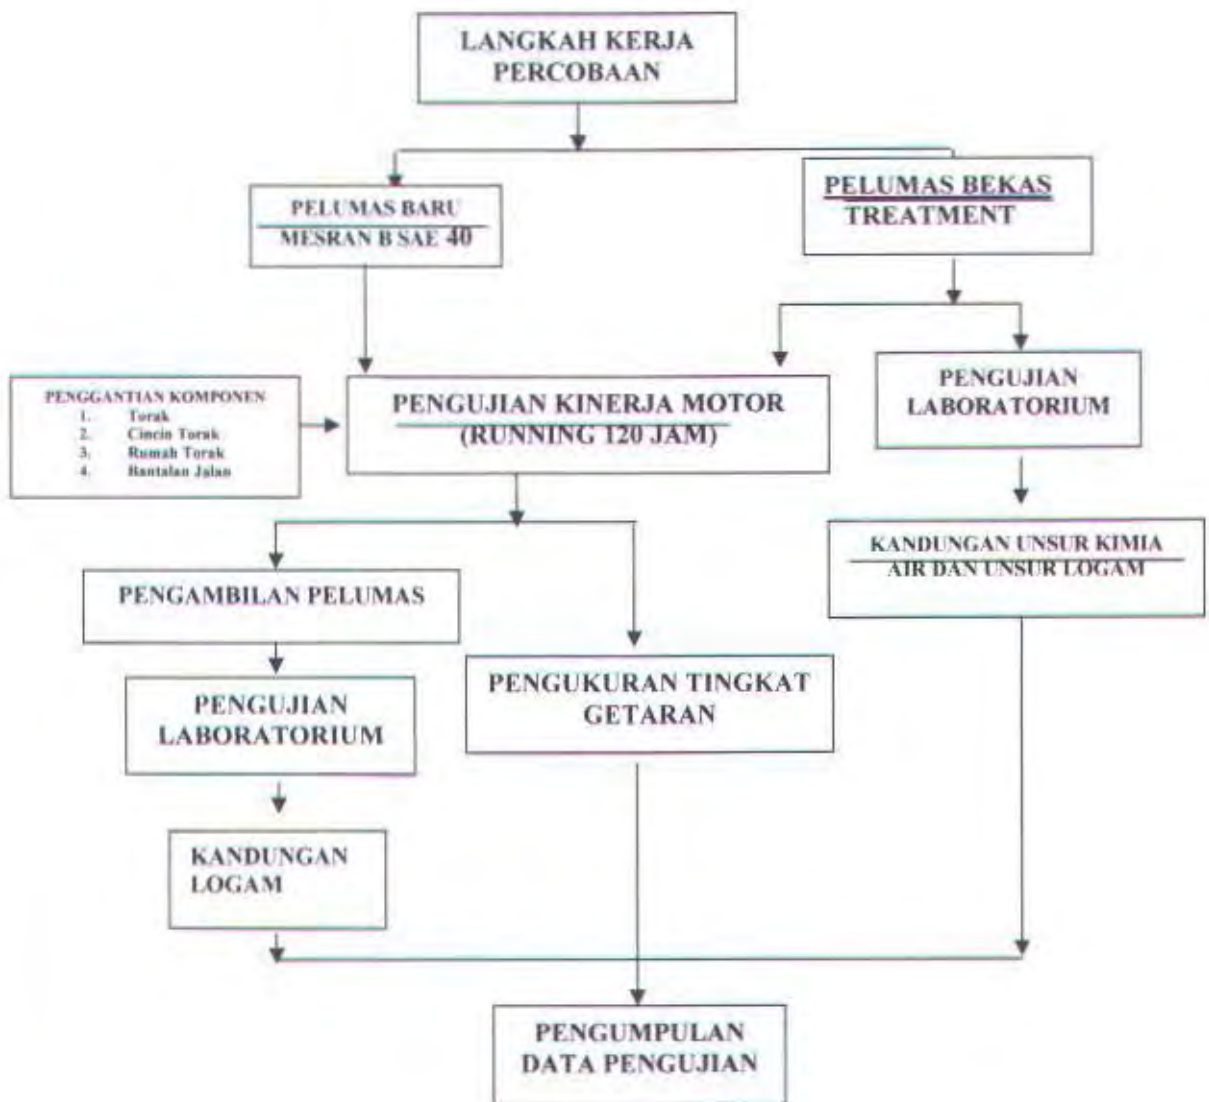 LANGKAH KERJA
PERCOBAAN
PELUMAS BARU
MESRAN B SAE 40
PELUMAS BEKAS
TREATMENT
PENGGANTIAN KOMPONEN
1. Torak
2. Cincin Torak
3. Rumah Torak
4. Bantalan Jalan
PENGUJIAN KINERJA MOTOR
(RUNNING 120 JAM)
PENGUJIAN
LABORATORIUM
KANDUNGAN UNSUR KIMIA
AIR DAN UNSUR LOGAM
PENGAMBILAN PELUMAS
PENGUKURAN TINGKAT
GETARAN
PENGUJIAN
LABORATORIUM
KANDUNGAN
LOGAM
PENGUMPULAN
DATA PENGUJIAN